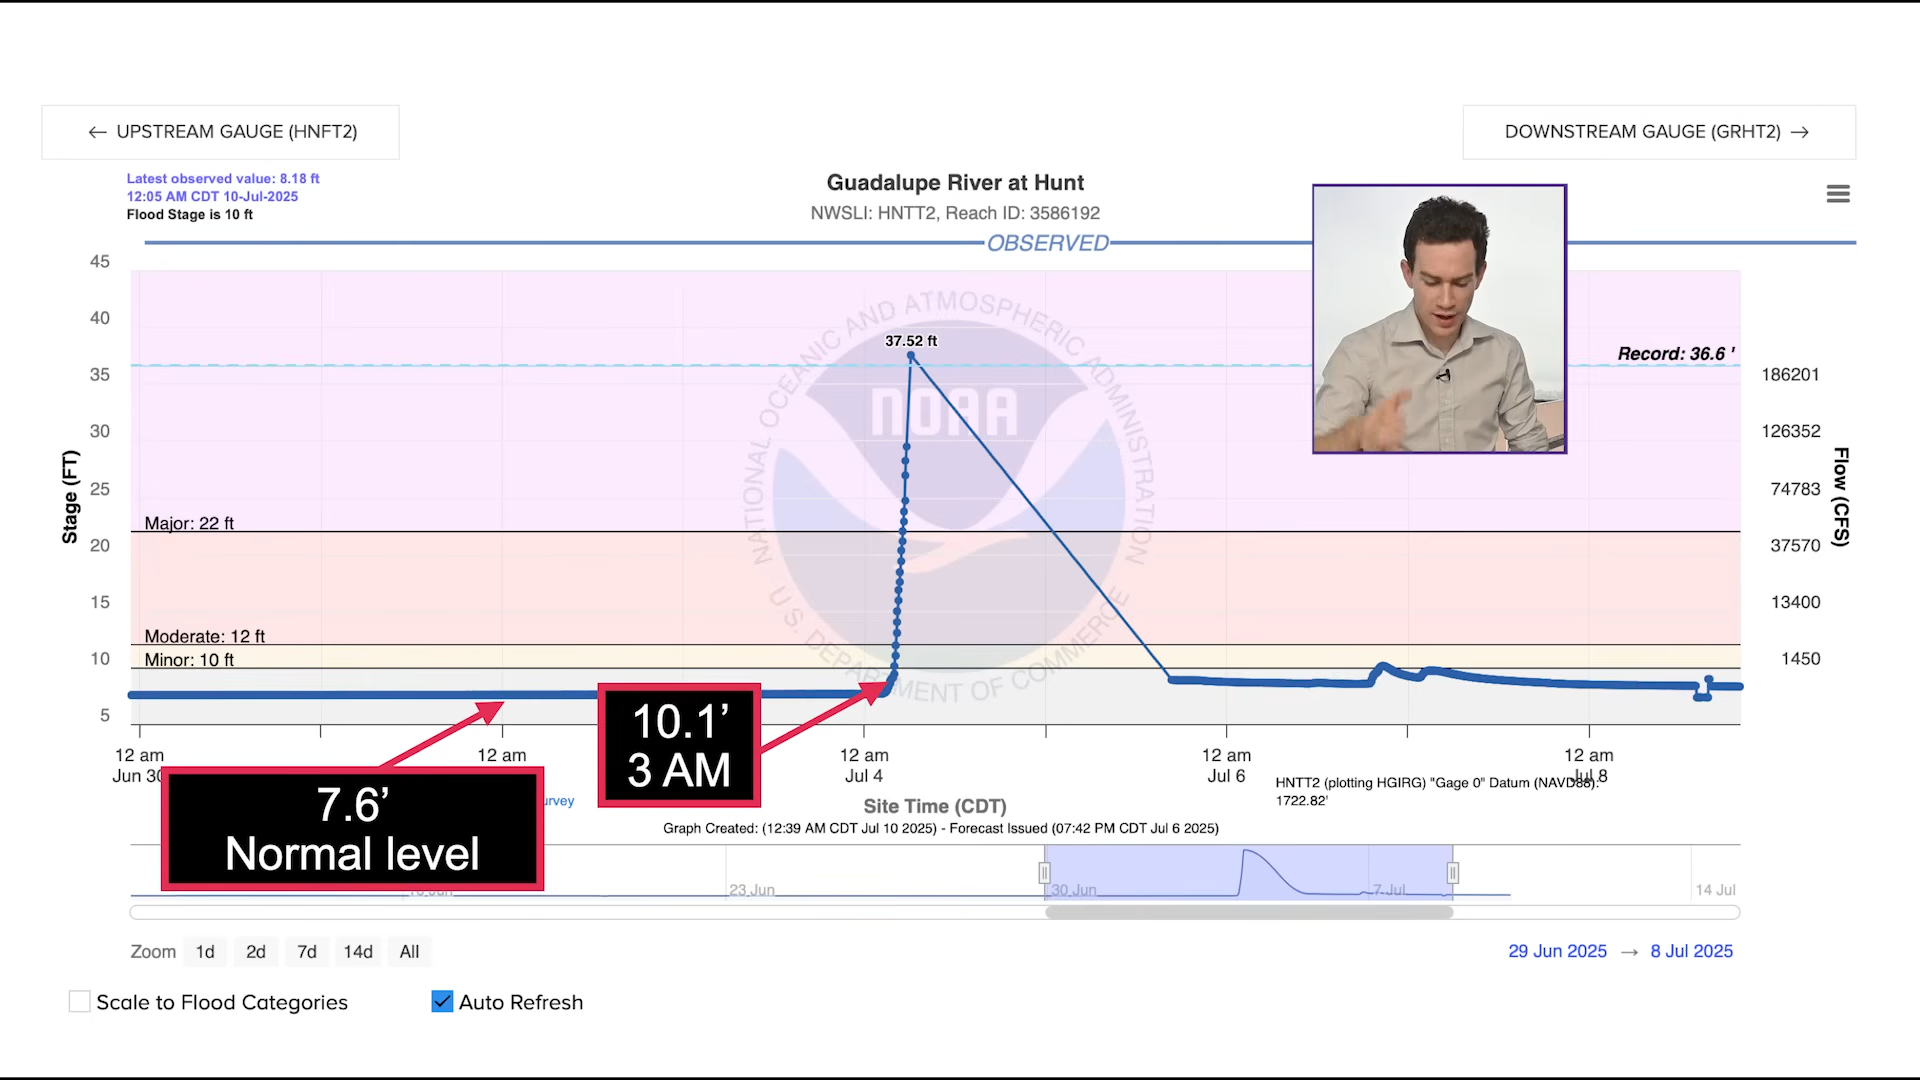 ← UPSTREAM GAUGE (HNFT2)
DOWNSTREAM GAUGE (GRHT2) →
Latest observed value: 8.18 ft
12:05 AM CDT 10-Jul-2025
Flood Stage is 10 ft
Guadalupe River at Hunt
NWSLI: HNTT2, Reach ID: 3586192
OBSERVED
45
40
35
30
25
20
15
10
5
Stage (FT)
Major: 22 ft
Moderate: 12 ft
Minor: 10 ft
37.52 ft
Record: 36.6 '
NATIONAL OCEANIC AND ATMOSPHERIC ADMINISTRATION
NOAA
U.S. DEPARTMENT OF COMMERCE
186201
126352
74783
37570
13400
1450
Flow (CFS)
7.6’
Normal level
10.1’
3 AM
12 am
Jun 30
12 am
12 am
Jul 4
12 am
Jul 6
12 am
Jul 8
Site Time (CDT)
HNTT2 (plotting HGIRG) "Gage 0" Datum (NAVD88):
1722.82'
Graph Created: (12:39 AM CDT Jul 10 2025) - Forecast Issued (07:42 PM CDT Jul 6 2025)
23 Jun
30 Jun
7 Jul
14 Jul
Zoom 1d 2d 7d 14d All
29 Jun 2025 → 8 Jul 2025
Scale to Flood Categories
Auto Refresh